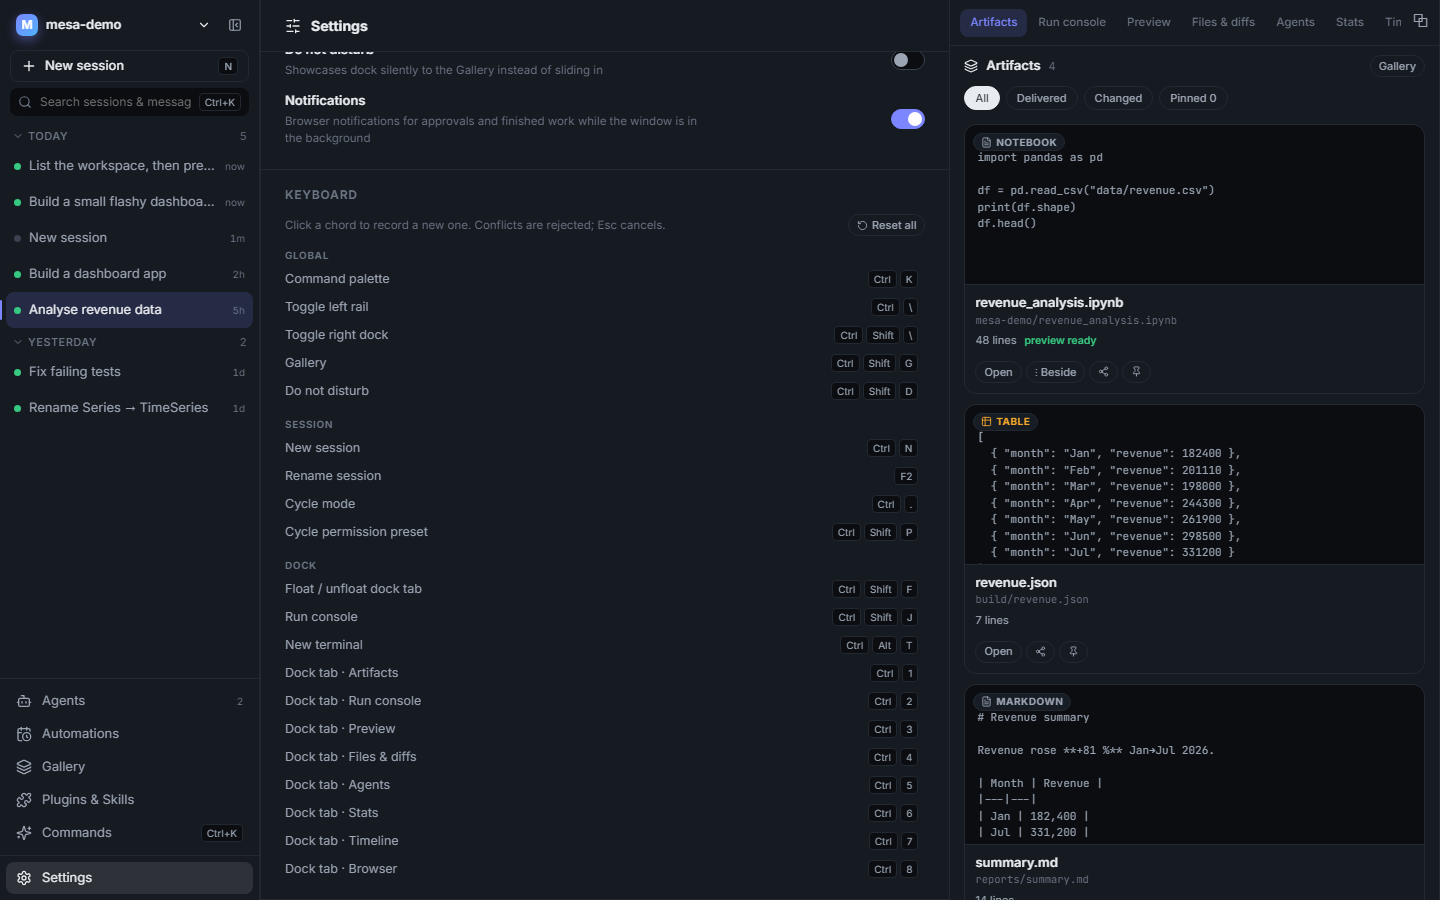 M mesa-demo
New session N
Search sessions & messag Ctrl+K
TODAY 5
List the workspace, then pre... now
Build a small flashy dashboa... now
New session 1m
Build a dashboard app 2h
Analyse revenue data 5h
YESTERDAY 2
Fix failing tests 1d
Rename Series → TimeSeries 1d
Agents 2
Automations
Gallery
Plugins & Skills
Commands Ctrl+K
Settings
Settings
Do not disturb
Showcases dock silently to the Gallery instead of sliding in
Notifications
Browser notifications for approvals and finished work while the window is in
the background
KEYBOARD
Click a chord to record a new one. Conflicts are rejected; Esc cancels. Reset all
GLOBAL
Command palette Ctrl K
Toggle left rail Ctrl \
Toggle right dock Ctrl Shift \
Gallery Ctrl Shift G
Do not disturb Ctrl Shift D
SESSION
New session Ctrl N
Rename session F2
Cycle mode Ctrl .
Cycle permission preset Ctrl Shift P
DOCK
Float / unfloat dock tab Ctrl Shift F
Run console Ctrl Shift J
New terminal Ctrl Alt T
Dock tab · Artifacts Ctrl 1
Dock tab · Run console Ctrl 2
Dock tab · Preview Ctrl 3
Dock tab · Files & diffs Ctrl 4
Dock tab · Agents Ctrl 5
Dock tab · Stats Ctrl 6
Dock tab · Timeline Ctrl 7
Dock tab · Browser Ctrl 8
Artifacts Run console Preview Files & diffs Agents Stats Tin
Artifacts 4 Gallery
All Delivered Changed Pinned 0
NOTEBOOK
import pandas as pd
df = pd.read_csv("data/revenue.csv")
print(df.shape)
df.head()
revenue_analysis.ipynb
mesa-demo/revenue_analysis.ipynb
48 lines preview ready
Open Beside
TABLE
[
{ "month": "Jan", "revenue": 182400 },
{ "month": "Feb", "revenue": 201110 },
{ "month": "Mar", "revenue": 198000 },
{ "month": "Apr", "revenue": 244300 },
{ "month": "May", "revenue": 261900 },
{ "month": "Jun", "revenue": 298500 },
{ "month": "Jul", "revenue": 331200 }
revenue.json
build/revenue.json
7 lines
Open
MARKDOWN
# Revenue summary
Revenue rose **+81 %** Jan→Jul 2026.
| Month | Revenue |
|---|---|
| Jan | 182,400 |
| Jul | 331,200 |
summary.md
reports/summary.md
14 lines